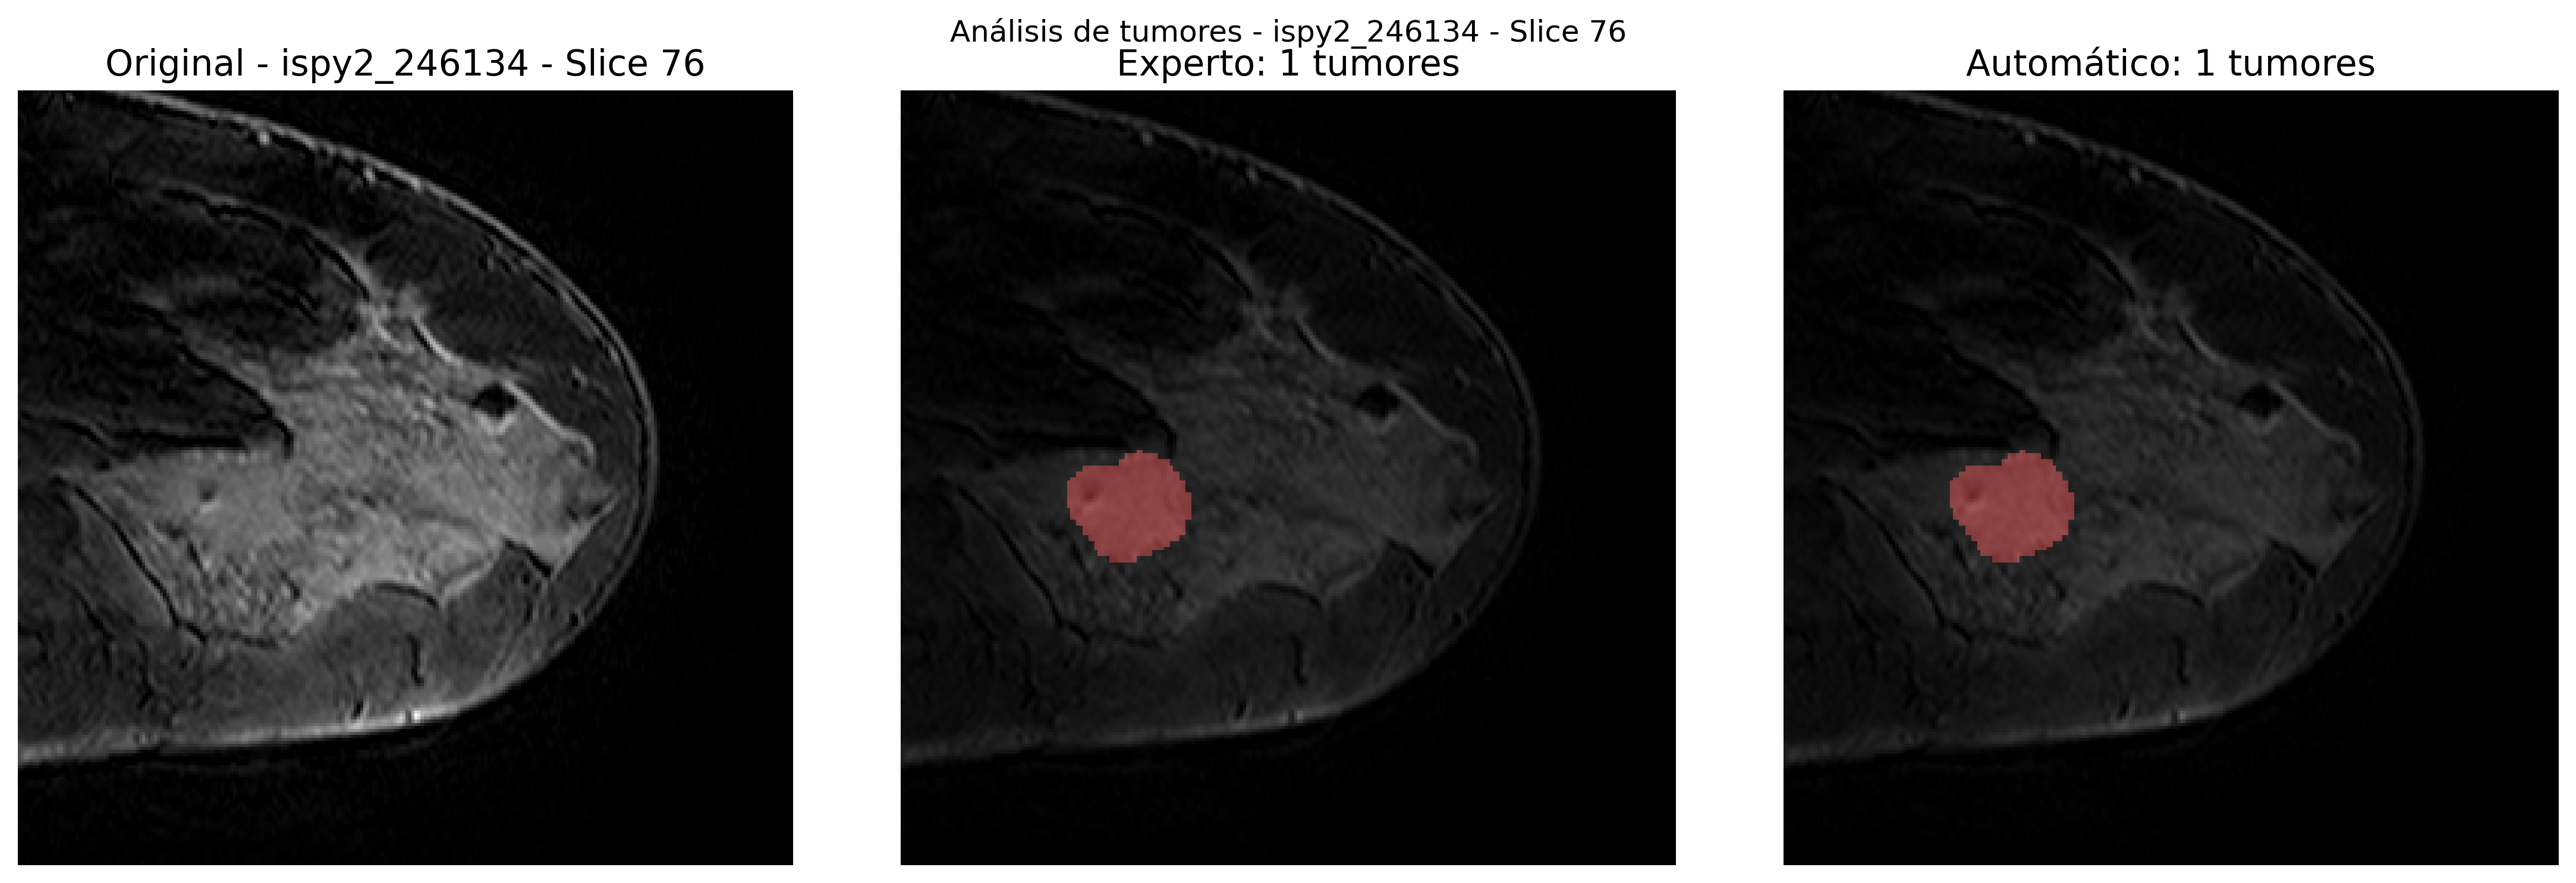 Análisis de tumores - ispy2_246134 - Slice 76
Original - ispy2_246134 - Slice 76
Experto: 1 tumores
Automático: 1 tumores